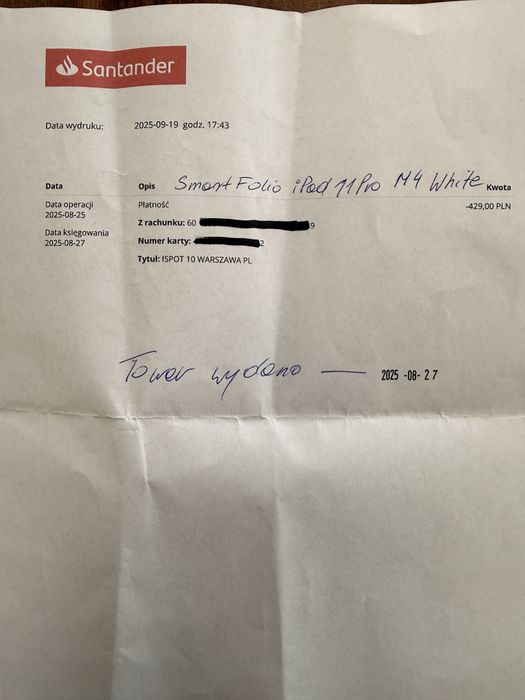 Santander
Data wydruku: 2025-09-19 godz. 17:43
Smart Folio iPad 11 Pro M4 White
Data Opis Kwota
Data operacji
2025-08-25
Data księgowania
2025-08-27
Płatność
Z rachunku: 60 9
Numer karty: 2
Tytuł: ISPOT 10 WARSZAWA PL
-429,00 PLN
Towar wydano — 2025 -08- 27